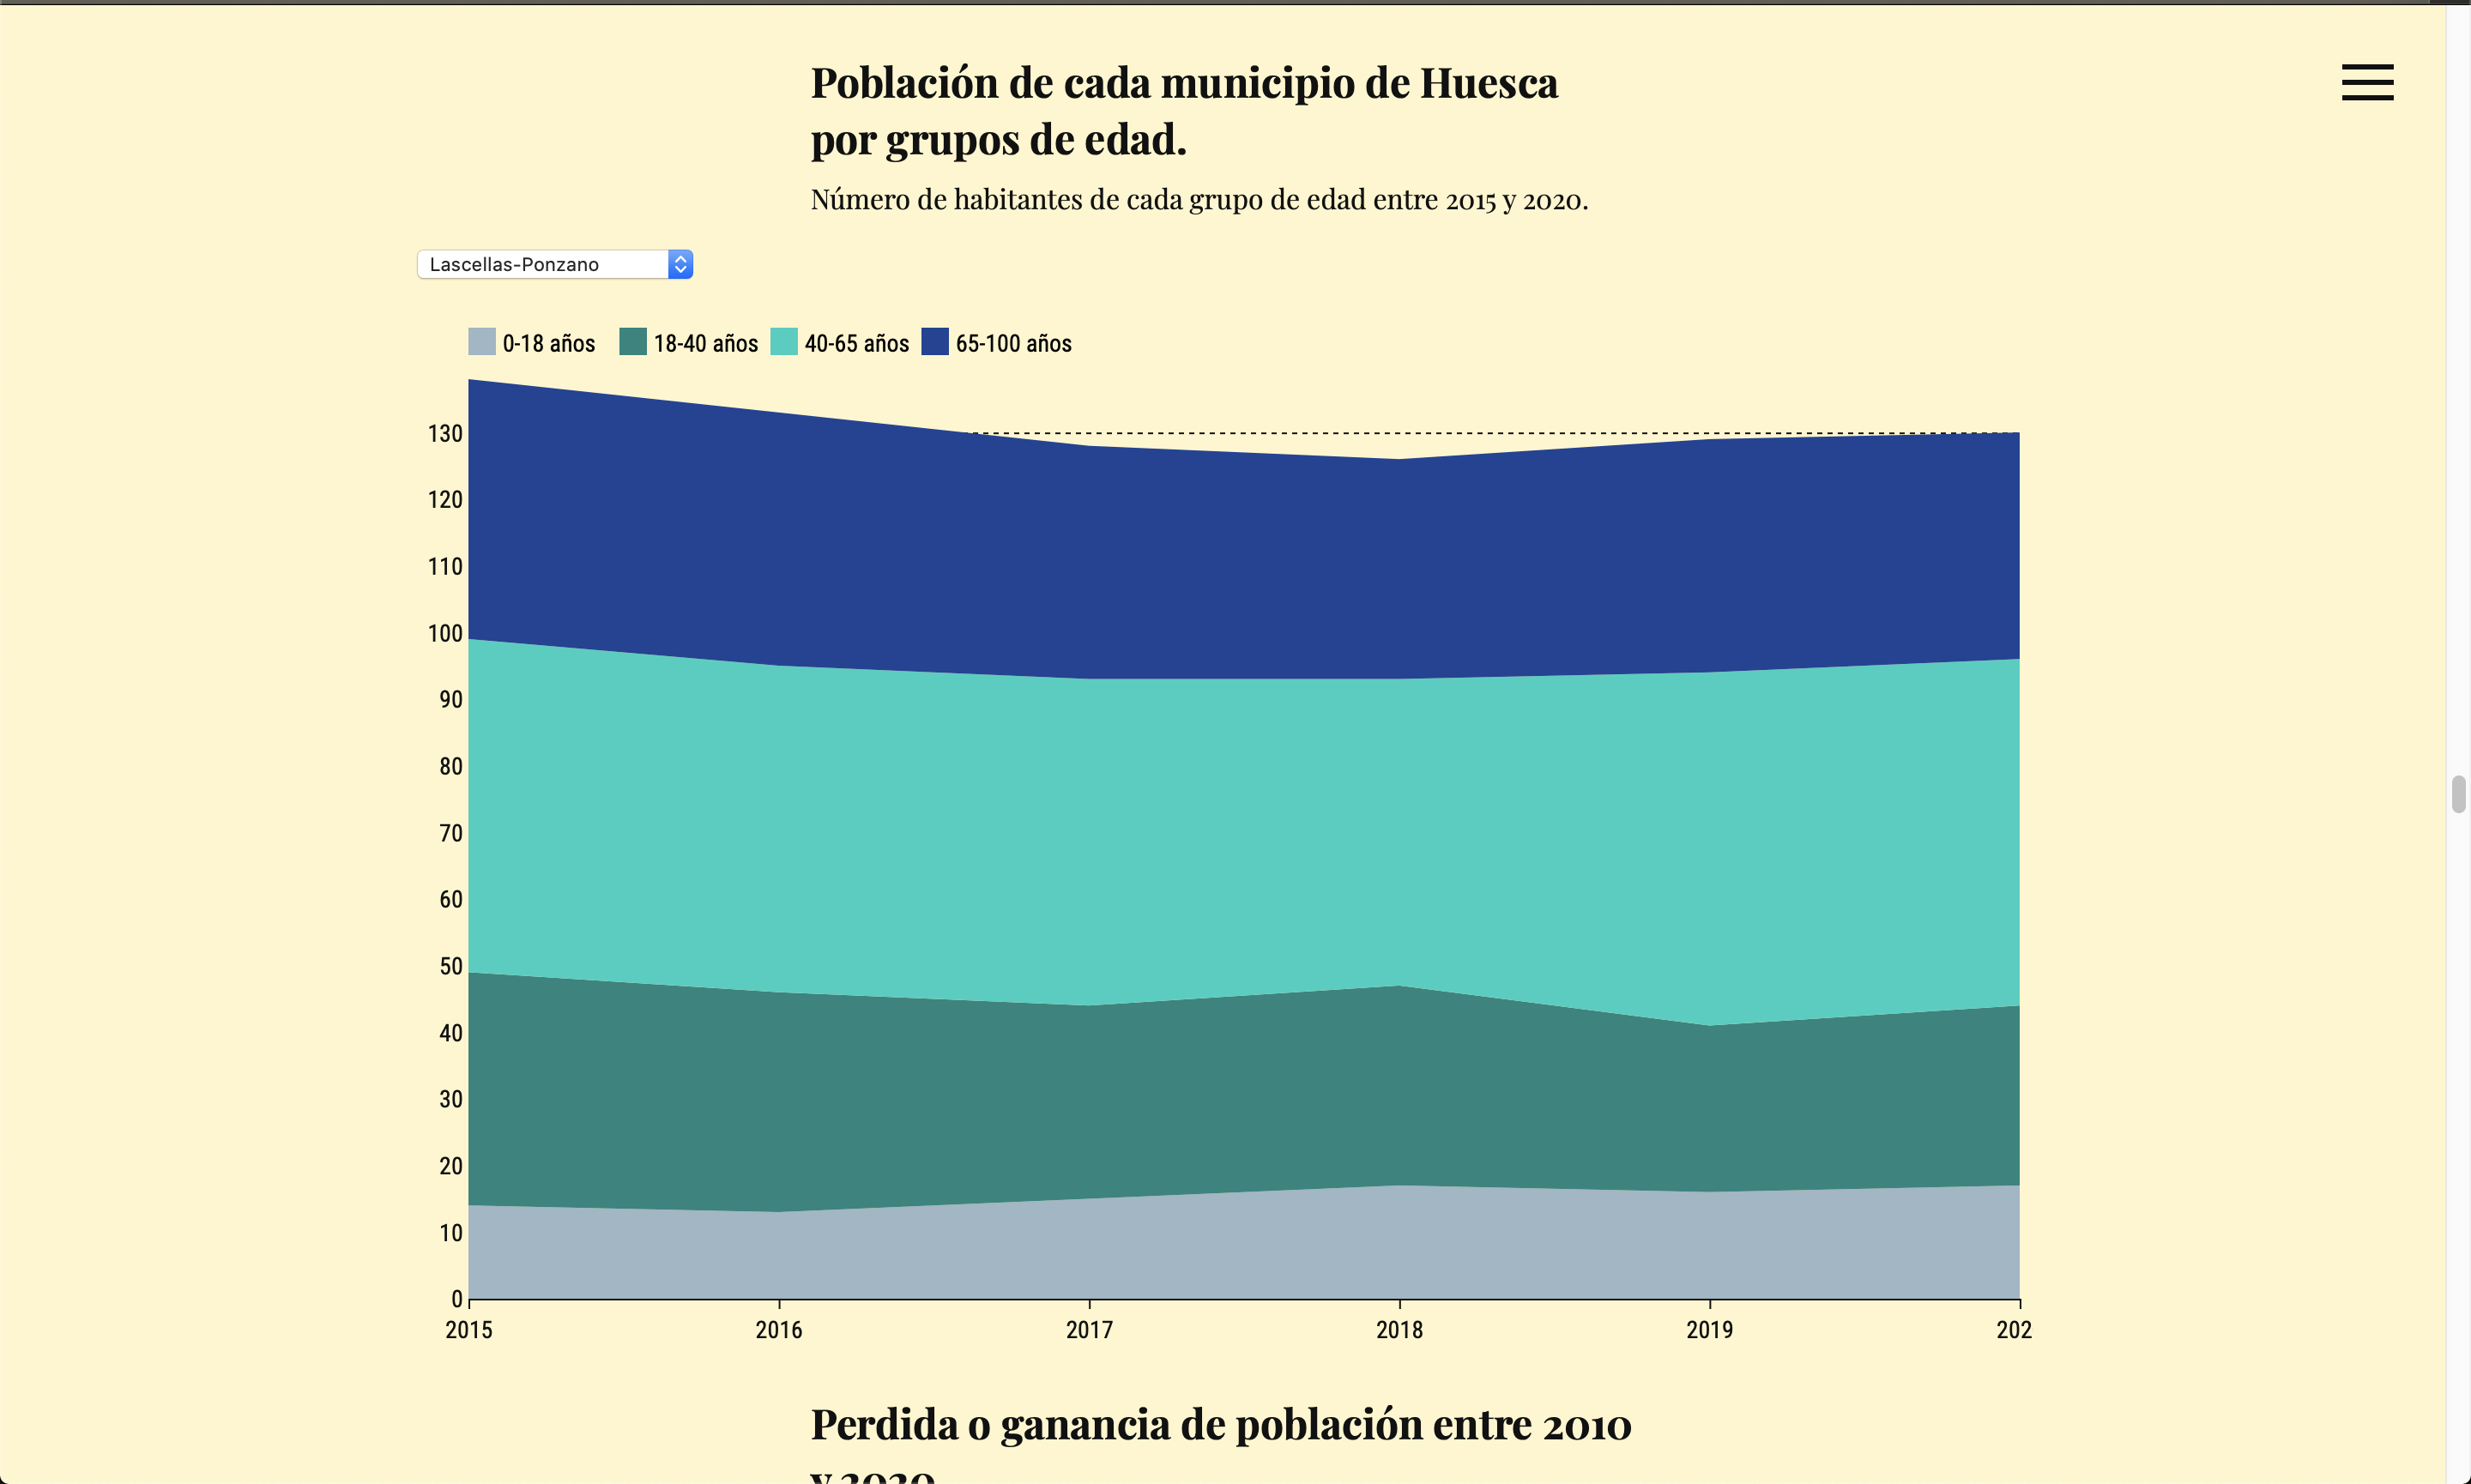 Población de cada municipio de Huesca
por grupos de edad.
Número de habitantes de cada grupo de edad entre 2015 y 2020.
Lascellas-Ponzano
0-18 años 18-40 años 40-65 años 65-100 años
130
120
110
100
90
80
70
60
50
40
30
20
10
0
2015 2016 2017 2018 2019 202
Perdida o ganancia de población entre 2010
y 2020